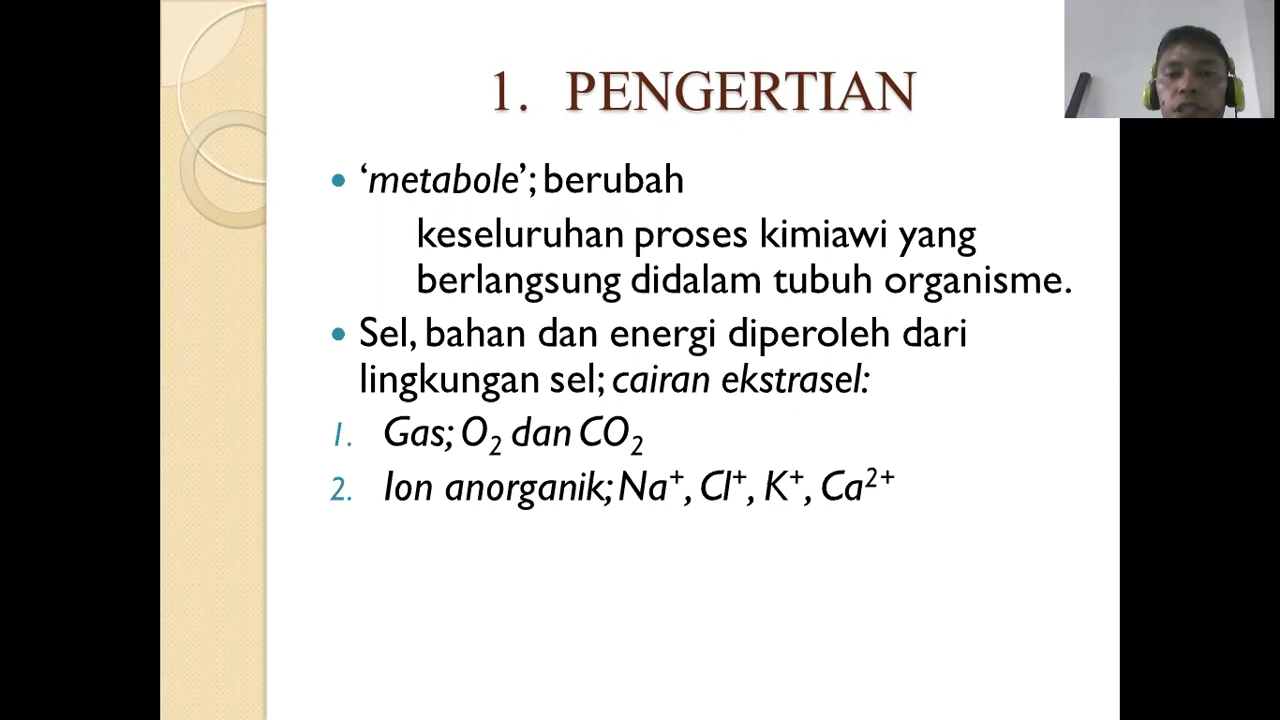 1. PENGERTIAN
• ‘metabole’; berubah
keseluruhan proses kimiawi yang
berlangsung didalam tubuh organisme.
• Sel, bahan dan energi diperoleh dari
lingkungan sel; cairan ekstrasel:
1. Gas; O₂ dan CO₂
2. Ion anorganik; Na⁺, Cl⁺, K⁺, Ca²⁺